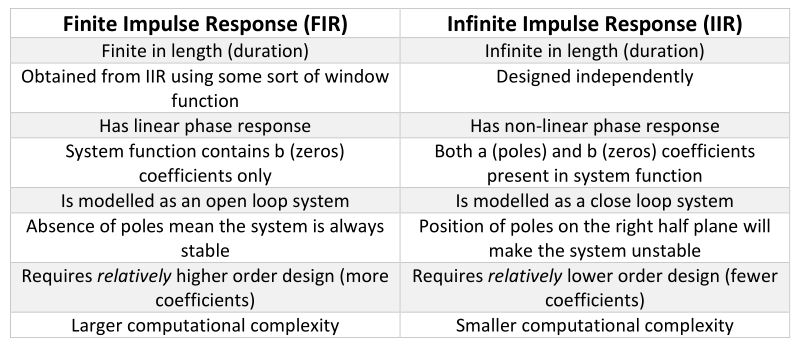 Finite Impulse Response (FIR)
Infinite Impulse Response (IIR)
Finite in length (duration)
Infinite in length (duration)
Obtained from IIR using some sort of window
function
Designed independently
Has linear phase response
Has non-linear phase response
System function contains b (zeros)
coefficients only
Both a (poles) and b (zeros) coefficients
present in system function
Is modelled as an open loop system
Is modelled as a close loop system
Absence of poles mean the system is always
stable
Position of poles on the right half plane will
make the system unstable
Requires relatively higher order design (more
coefficients)
Requires relatively lower order design (fewer
coefficients)
Larger computational complexity
Smaller computational complexity